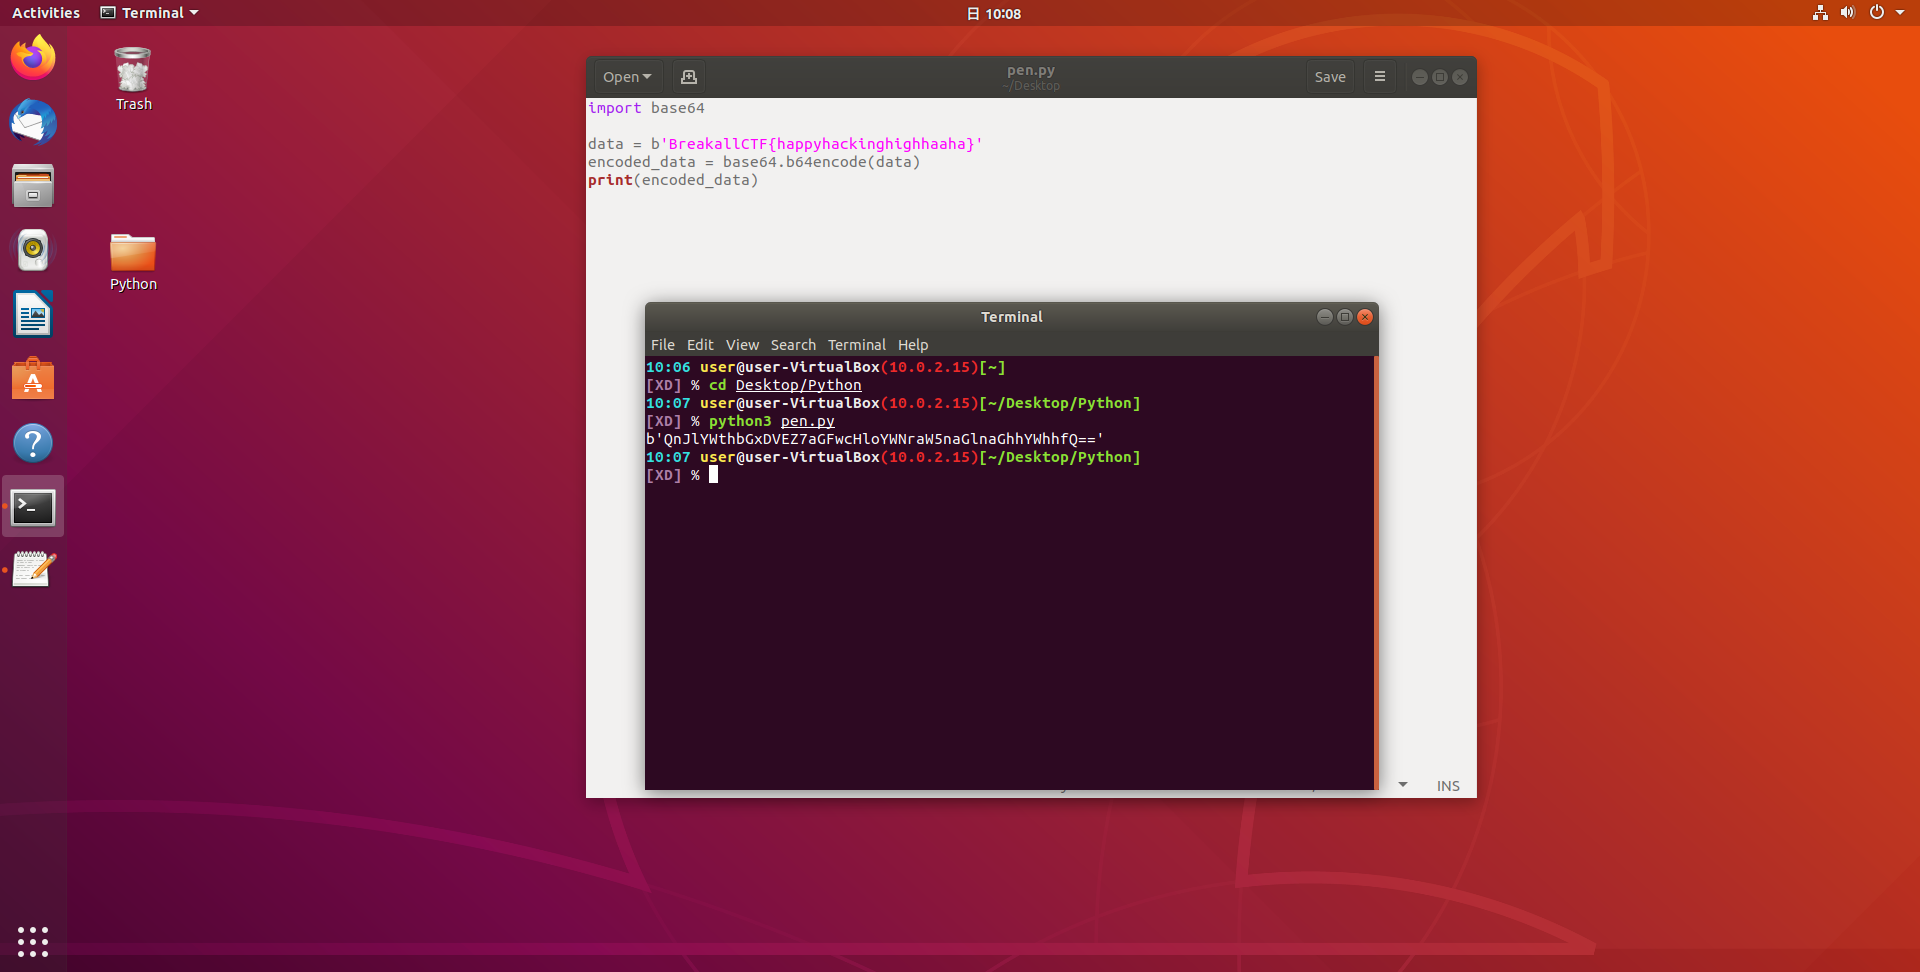 Activities
Terminal
日 10:08
Trash
Python
Open
pen.py
~/Desktop
Save
import base64
data = b'BreakallCTF{happyhackinghighhaaha}'
encoded_data = base64.b64encode(data)
print(encoded_data)
Terminal
File Edit View Search Terminal Help
10:06 user@user-VirtualBox(10.0.2.15)[~]
[XD] % cd Desktop/Python
10:07 user@user-VirtualBox(10.0.2.15)[~/Desktop/Python]
[XD] % python3 pen.py
b'QnJlYWthbGxDVEZ7aGFwcHloYWNraW5naGlnaGhhYWhhfQ=='
10:07 user@user-VirtualBox(10.0.2.15)[~/Desktop/Python]
[XD] %
INS